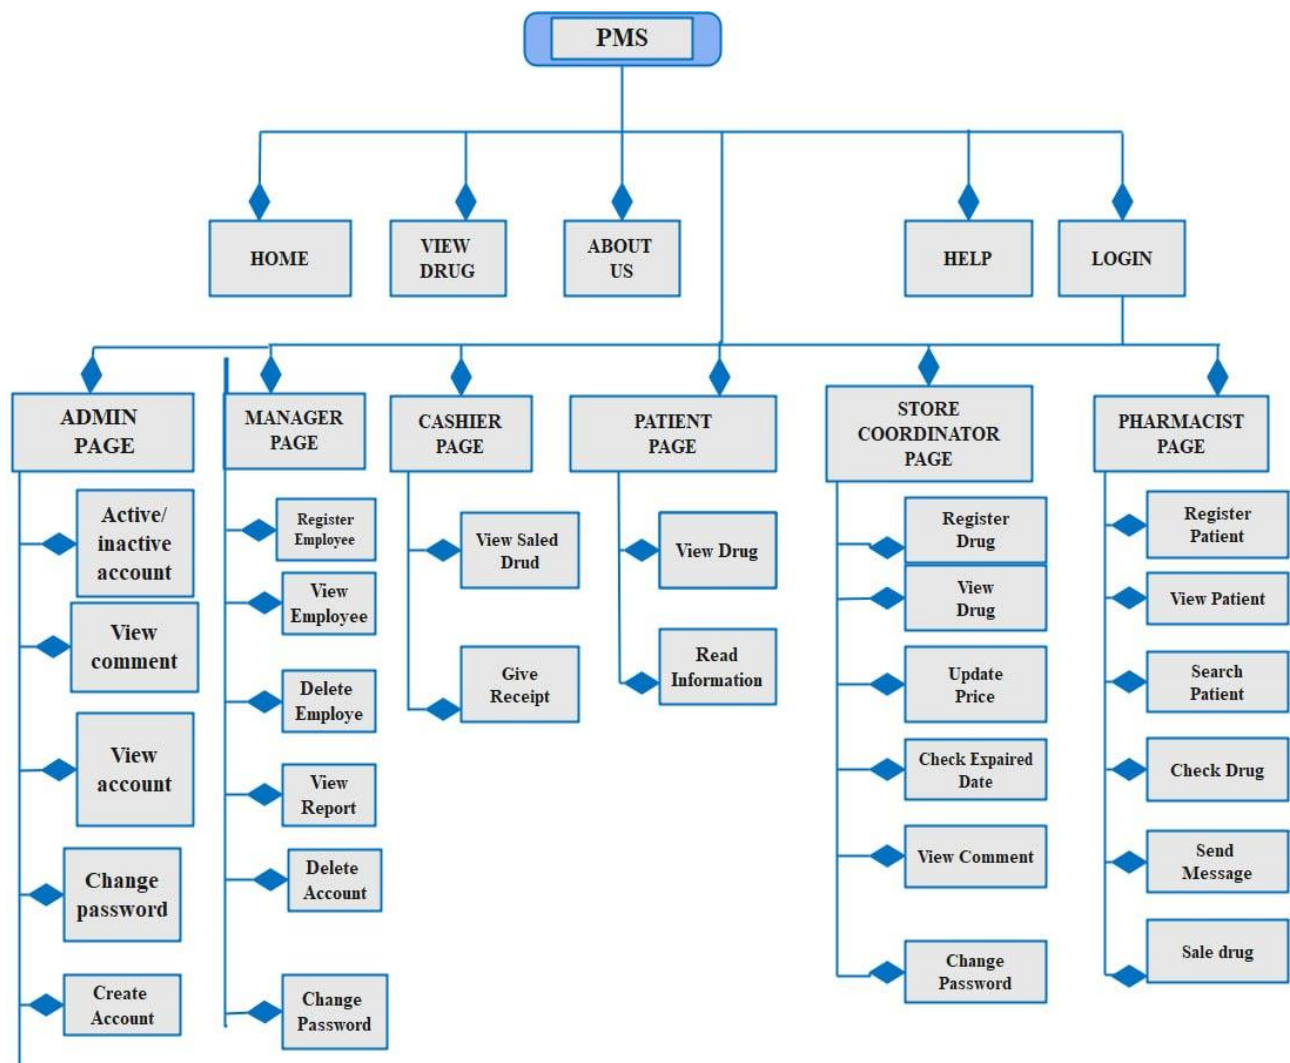 PMS
HOME
VIEW
DRUG
ABOUT
US
HELP
LOGIN
ADMIN
PAGE
MANAGER
PAGE
CASHIER
PAGE
PATIENT
PAGE
STORE
COORDINATOR
PAGE
PHARMACIST
PAGE
Active/
inactive
account
View
comment
View
account
Change
password
Create
Account
Register
Employee
View
Employee
Delete
Employe
View
Report
Delete
Account
Change
Password
View Saled
Drud
Give
Receipt
View Drug
Read
Information
Register
Drug
View
Drug
Update
Price
Check Expaired
Date
View Comment
Change
Password
Register
Patient
View Patient
Search
Patient
Check Drug
Send
Message
Sale drug